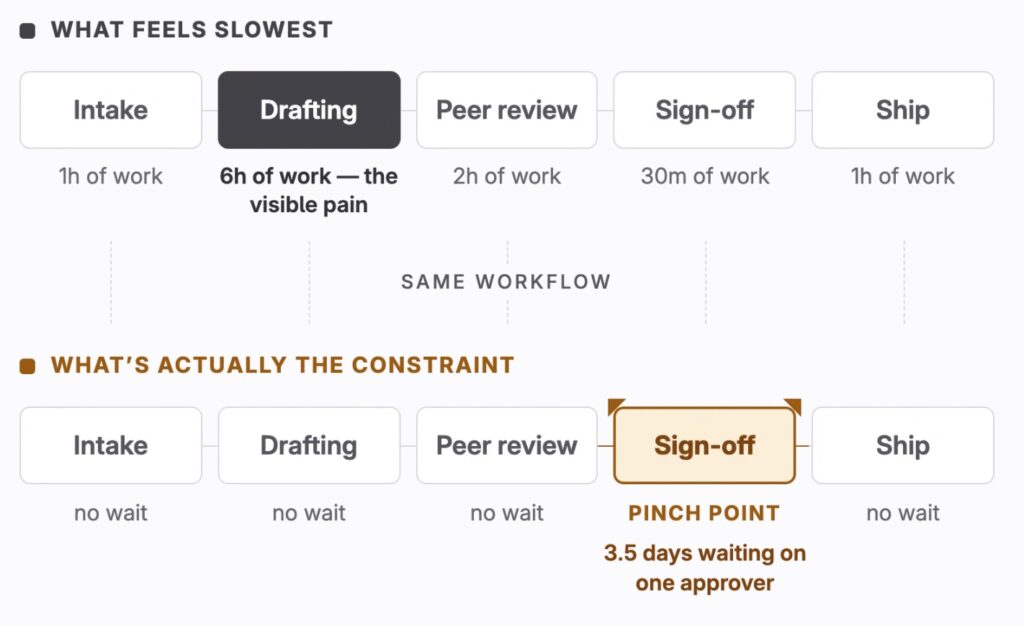 WHAT FEELS SLOWEST
Intake
Drafting
Peer review
Sign-off
Ship
1h of work
6h of work — the
visible pain
2h of work
30m of work
1h of work
SAME WORKFLOW
WHAT’S ACTUALLY THE CONSTRAINT
Intake
Drafting
Peer review
Sign-off
Ship
no wait
no wait
no wait
PINCH POINT
3.5 days waiting on
one approver
no wait